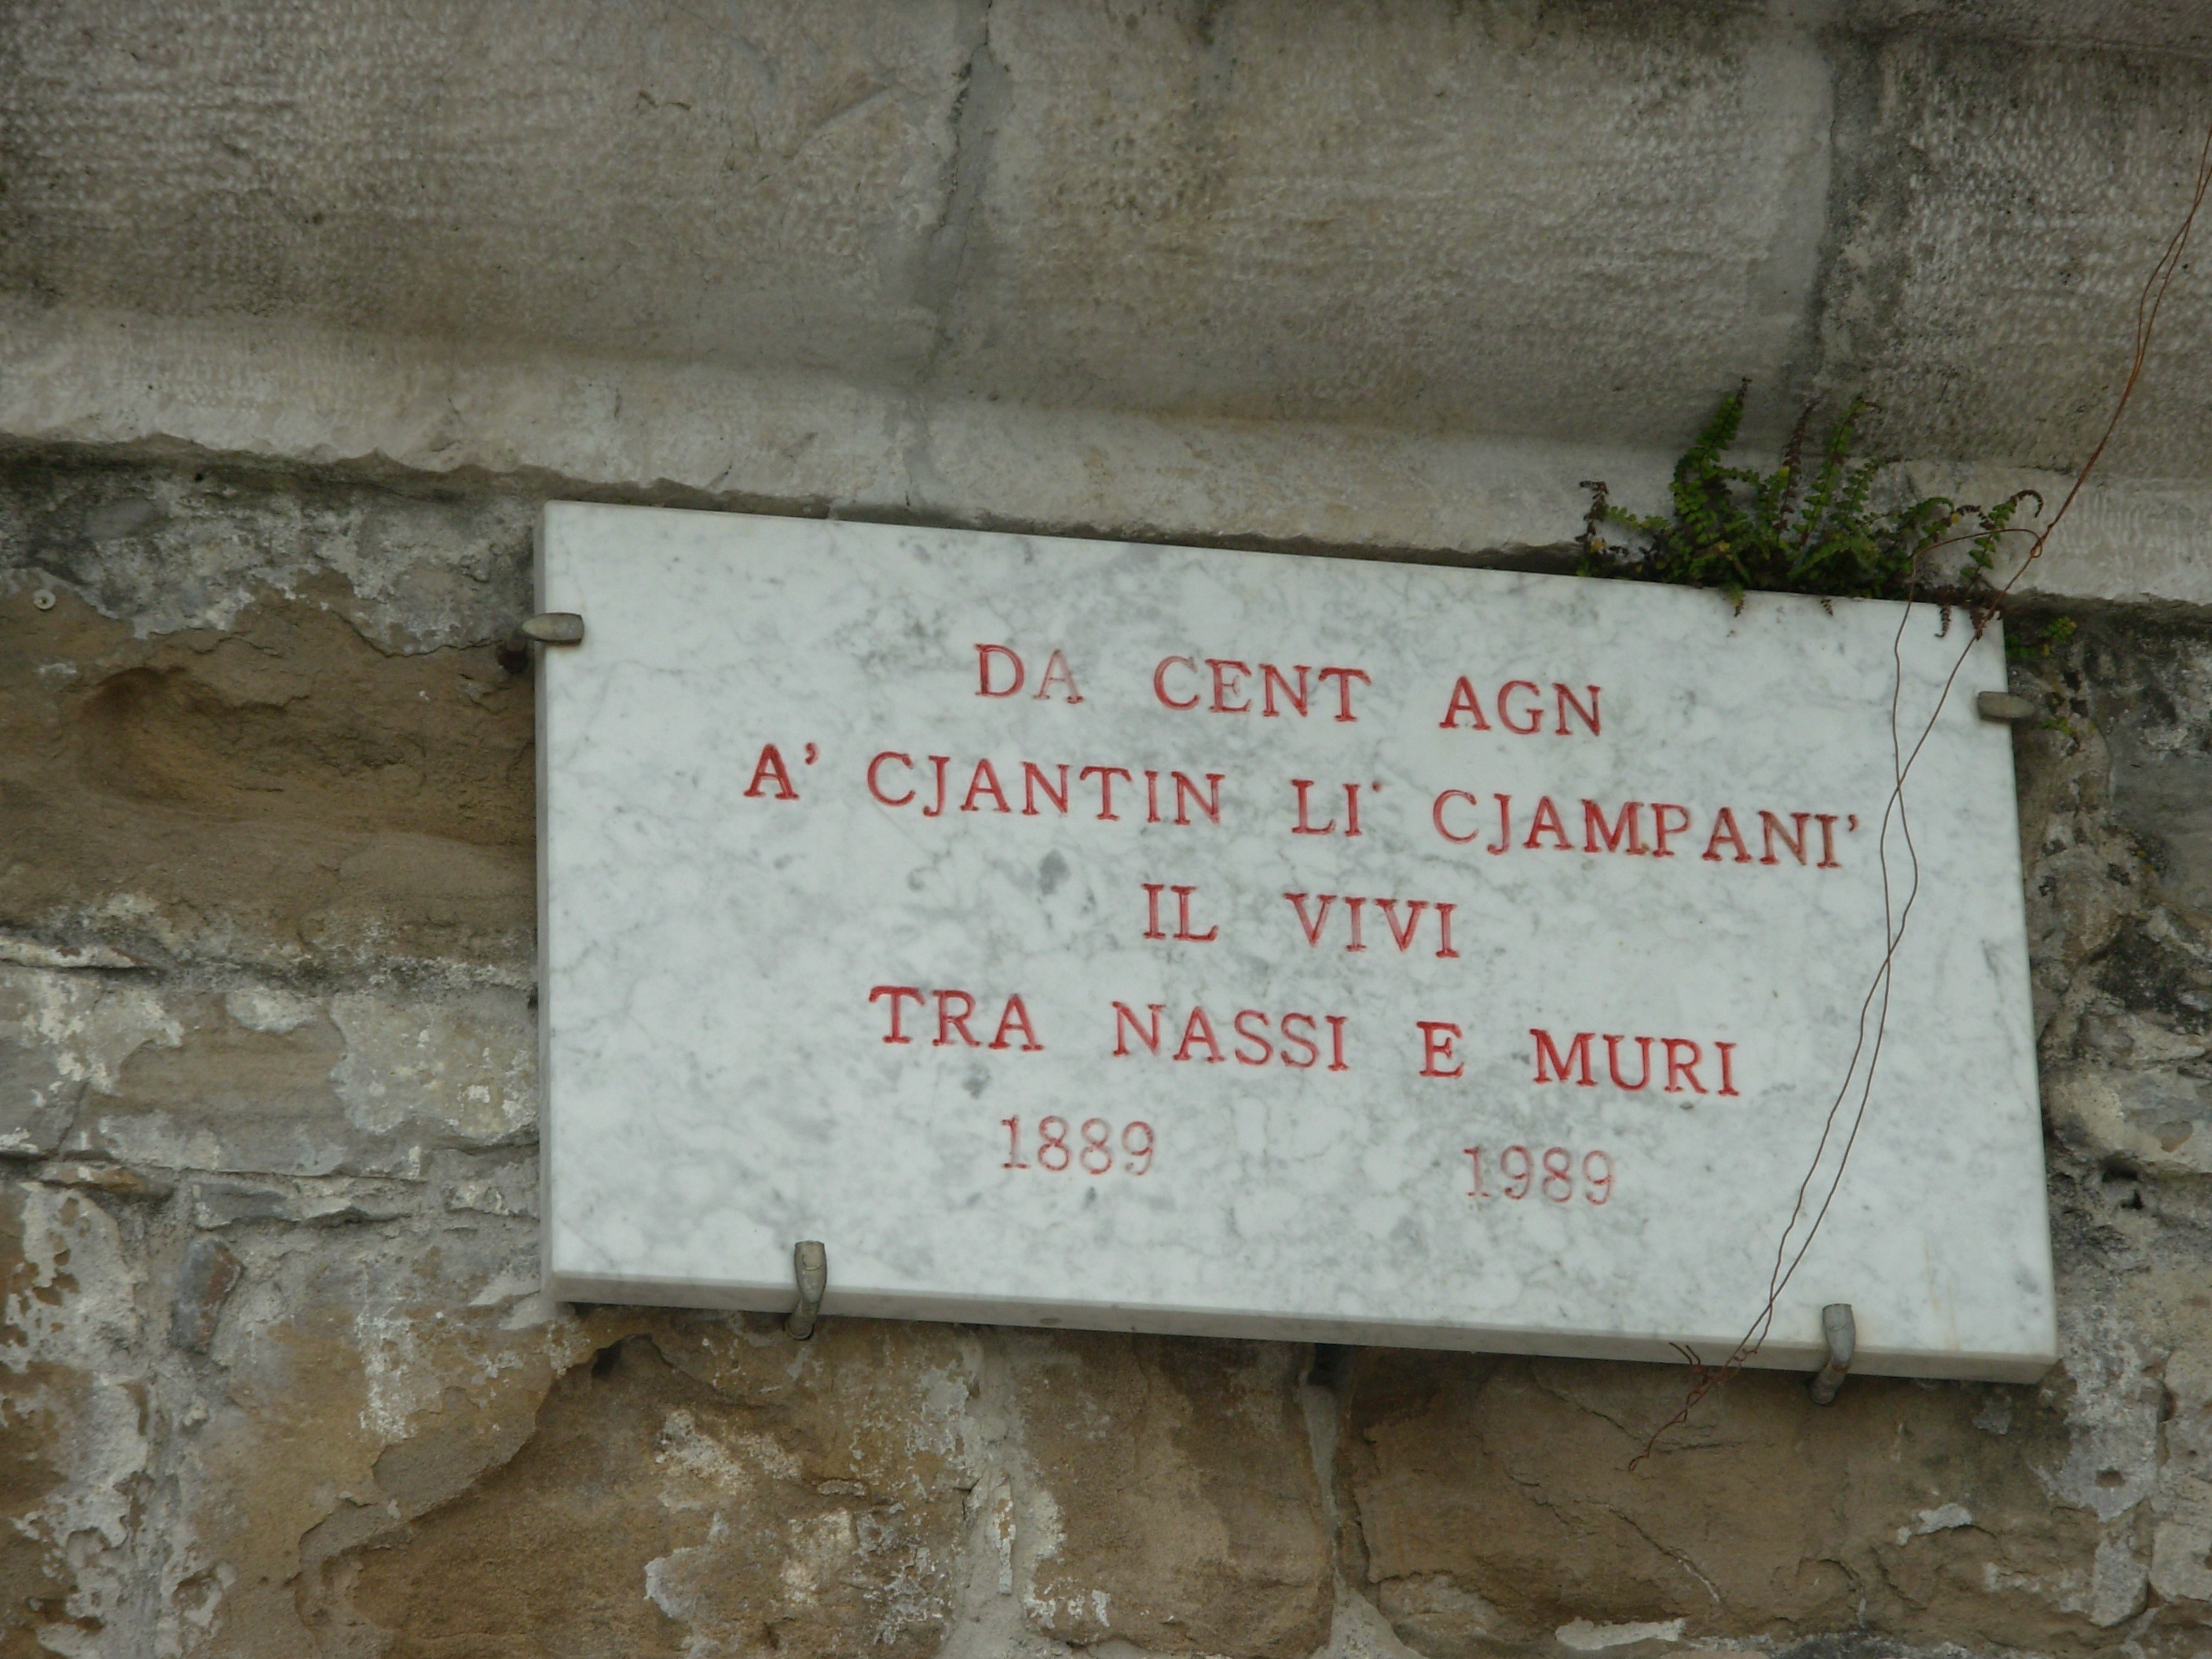 DA CENT AGN
A' CJANTIN LI' CJAMPANI'
IL VIVI
TRA NASSI E MURI
1889 1989